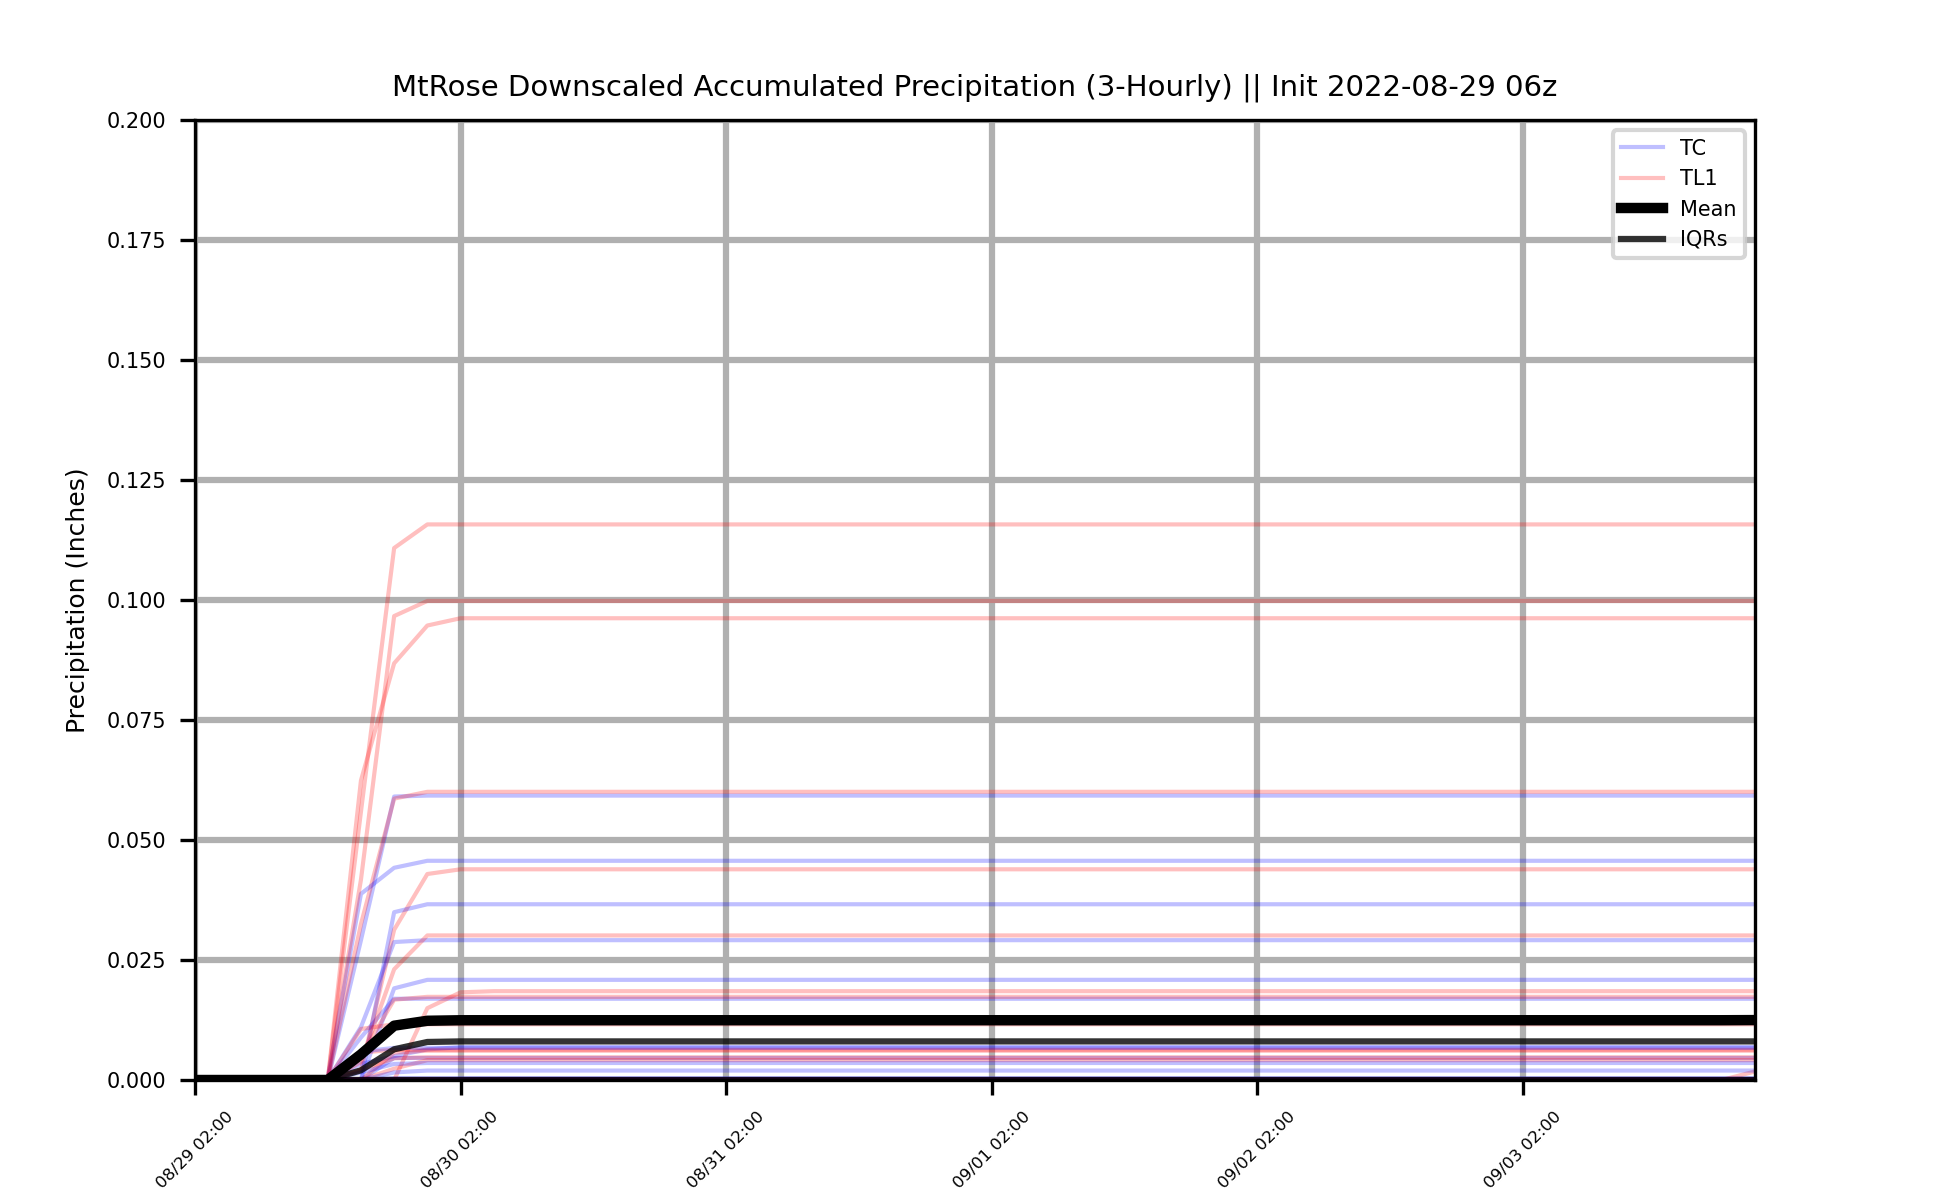 MtRose Downscaled Accumulated Precipitation (3-Hourly) || Init 2022-08-29 06z
TC
TL1
Mean
IQRs
Precipitation (Inches)
0.200
0.175
0.150
0.125
0.100
0.075
0.050
0.025
0.000
08/29 02:00
08/30 02:00
08/31 02:00
09/01 02:00
09/02 02:00
09/03 02:00